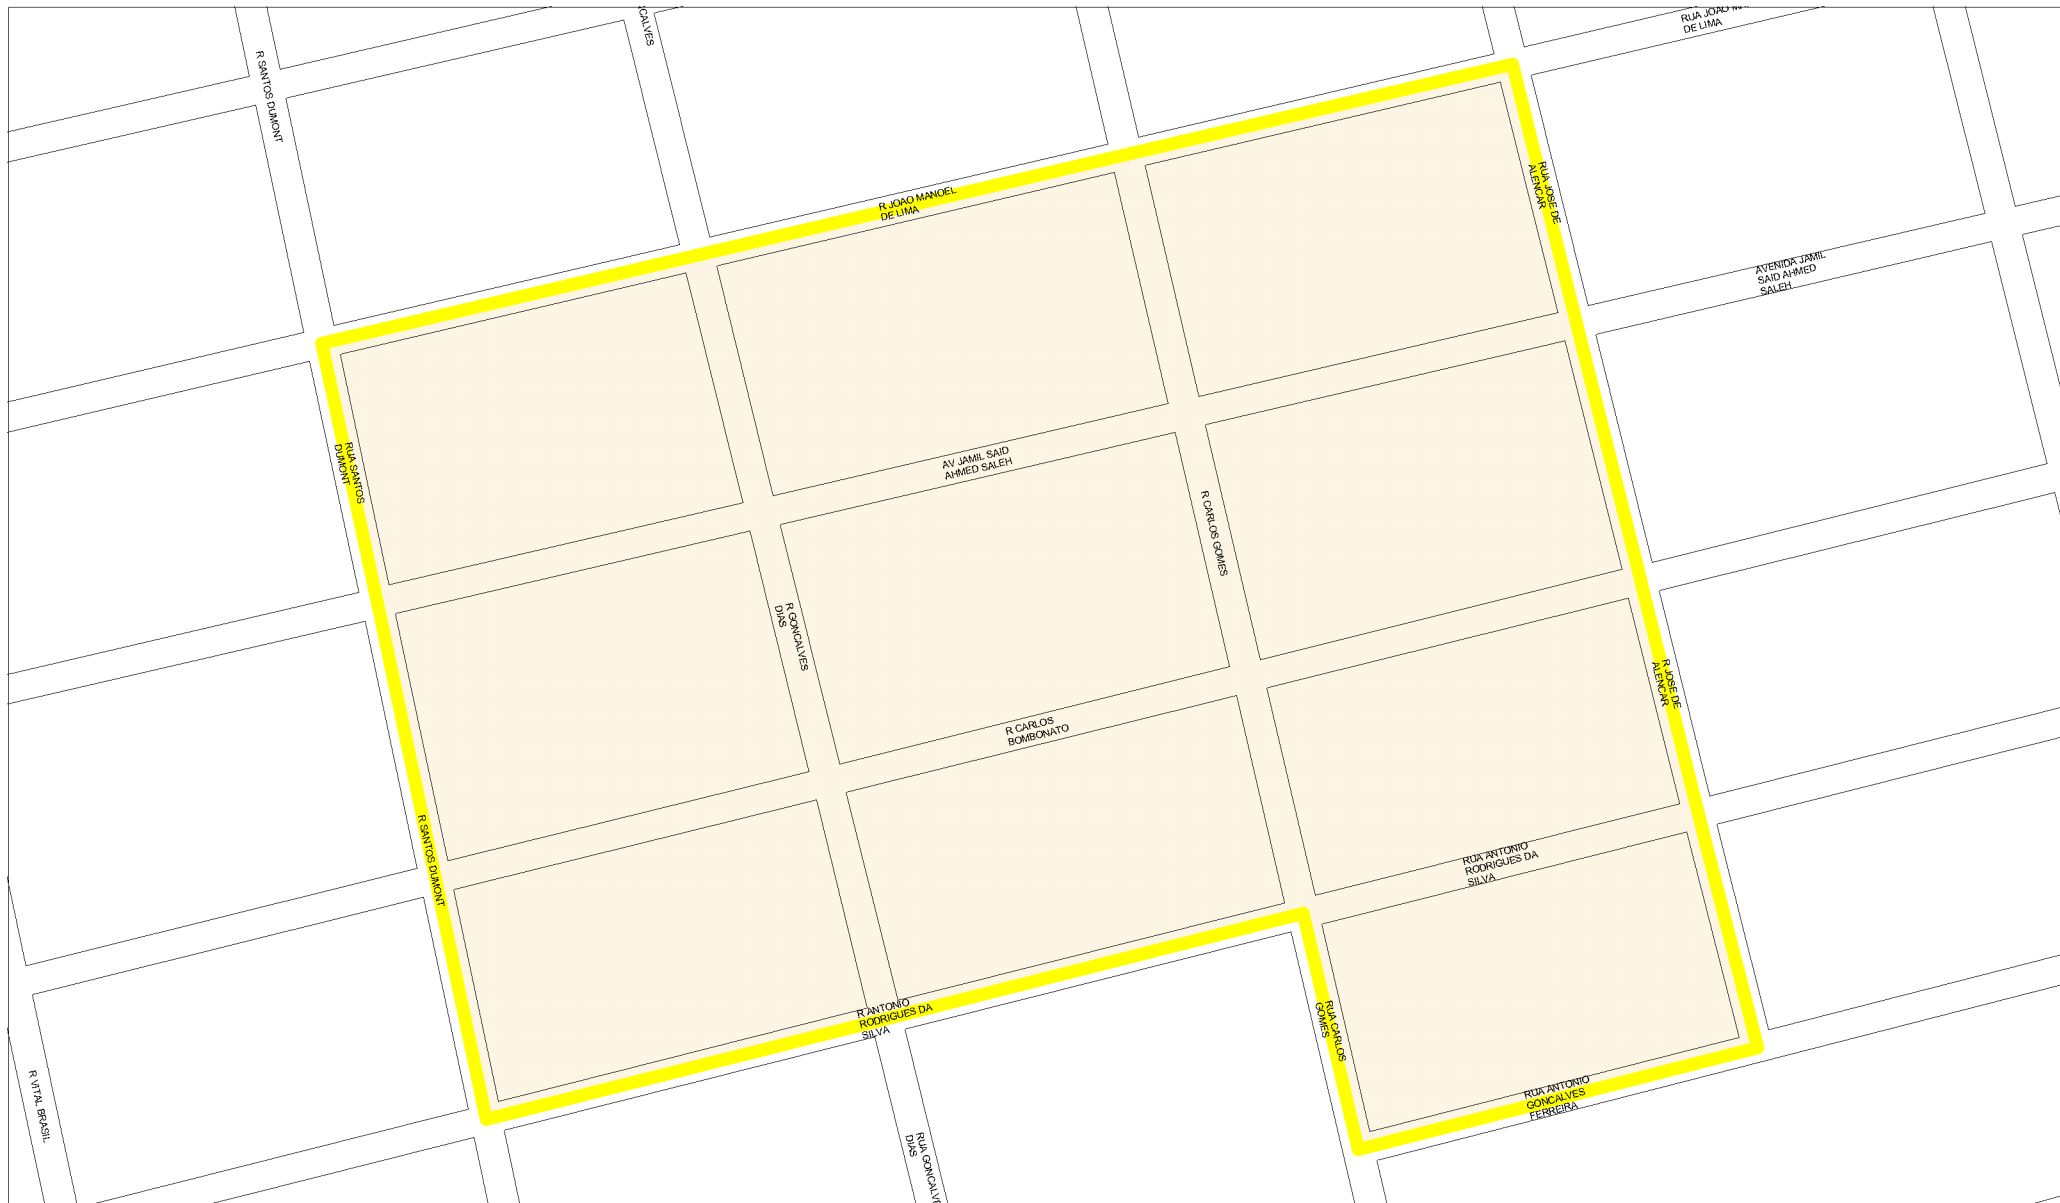 CALVES
RUA JOAO
DE LIMA
R SANTOS DUMONT
R JOAO MANOEL
DE LIMA
RUA JOSE DE
ALENCAR
AVENIDA JAMIL
SAID AHMED
SALEH
RUA SANTOS
DUMONT
AV JAMIL SAID
AHMED SALEH
R CARLOS GOMES
R GONCALVES
DIAS
R CARLOS
BOMBONATO
R JOSE DE
ALENCAR
R SANTOS DUMONT
RUA ANTONIO
RODRIGUES DA
SILVA
R ANTONIO
RODRIGUES DA
SILVA
RUA CARLOS
GOMES
R VITAL BRASIL
RUA ANTONIO
GONCALVES
FERREIRA
RUA GONCALVE
DIAS